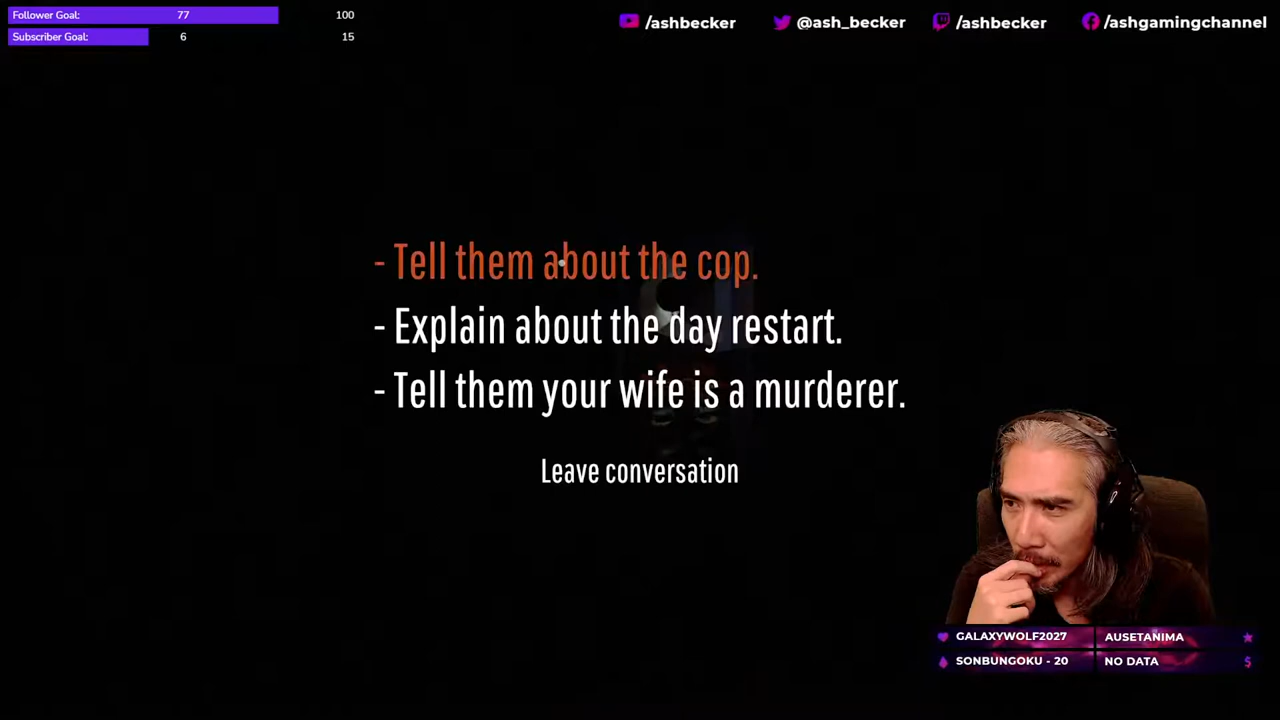 Follower Goal: 77 100
Subscriber Goal: 6 15
/ashbecker @ash_becker /ashbecker /ashgamingchannel
- Tell them about the cop.
- Explain about the day restart.
- Tell them your wife is a murderer.
Leave conversation
GALAXYWOLF2027 AUSETANIMA
SONBUNGOKU - 20 NO DATA